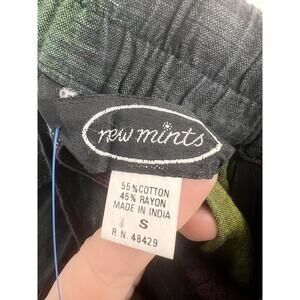 new mints
55%COTTON
45% RAYON
MADE IN INDIA
S
R.N. 48429